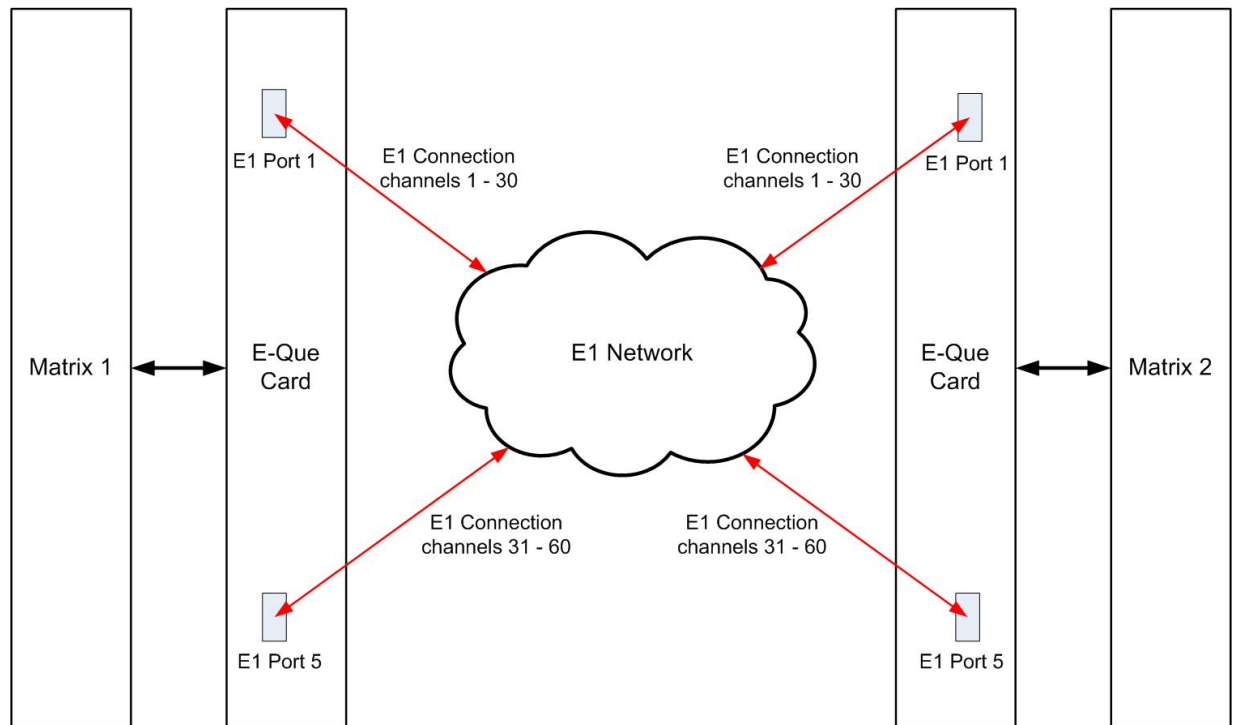 E1 Port 1
E1 Connection
channels 1 - 30
E1 Connection
channels 1 - 30
E1 Port 1
Matrix 1
E-Que
Card
E1 Network
E-Que
Card
Matrix 2
E1 Connection
channels 31 - 60
E1 Connection
channels 31 - 60
E1 Port 5
E1 Port 5